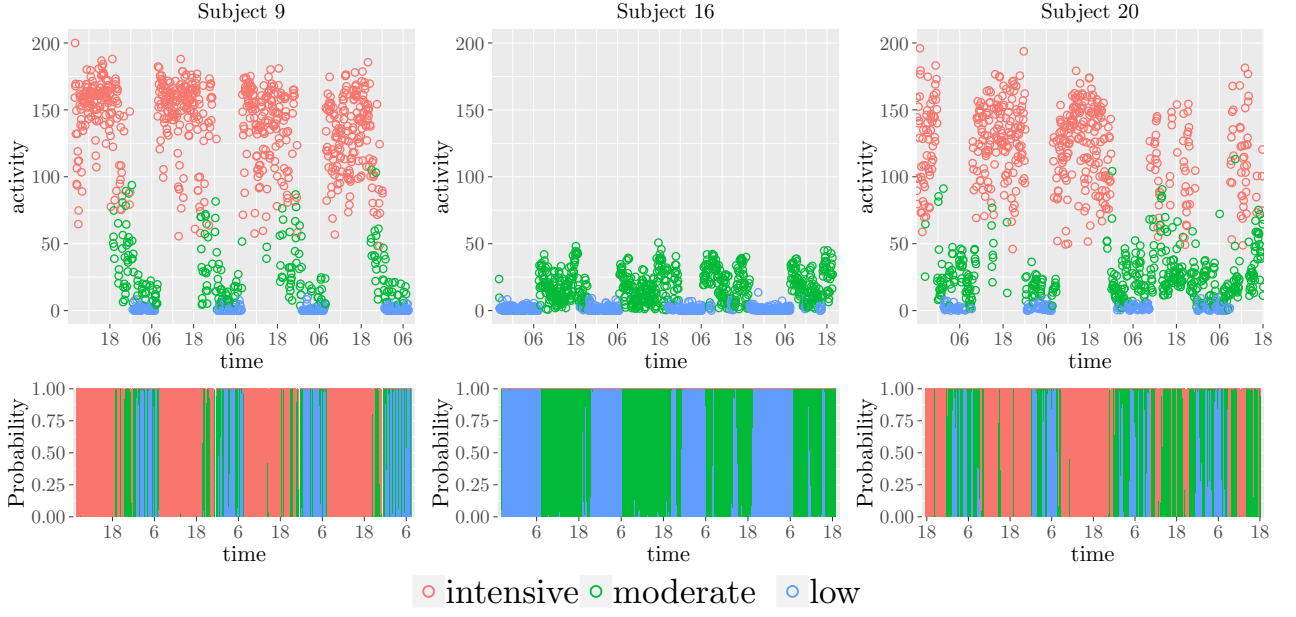 Subject 9 Subject 16 Subject 20
200 200 200
150 150 150
activity activity activity
100 100 100
50 50 50
0 0 0
18 06 18 06 18 06 18 06 06 18 06 18 06 18 06 18 06 18 06 18 06 18 06 18
time time time
1.00 1.00 1.00
0.75 0.75 0.75
Probability Probability Probability
0.50 0.50 0.50
0.25 0.25 0.25
0.00 0.00 0.00
18 6 18 6 18 6 18 6 6 18 6 18 6 18 6 18 18 6 18 6 18 6 18 6 18
time time time
intensive moderate low